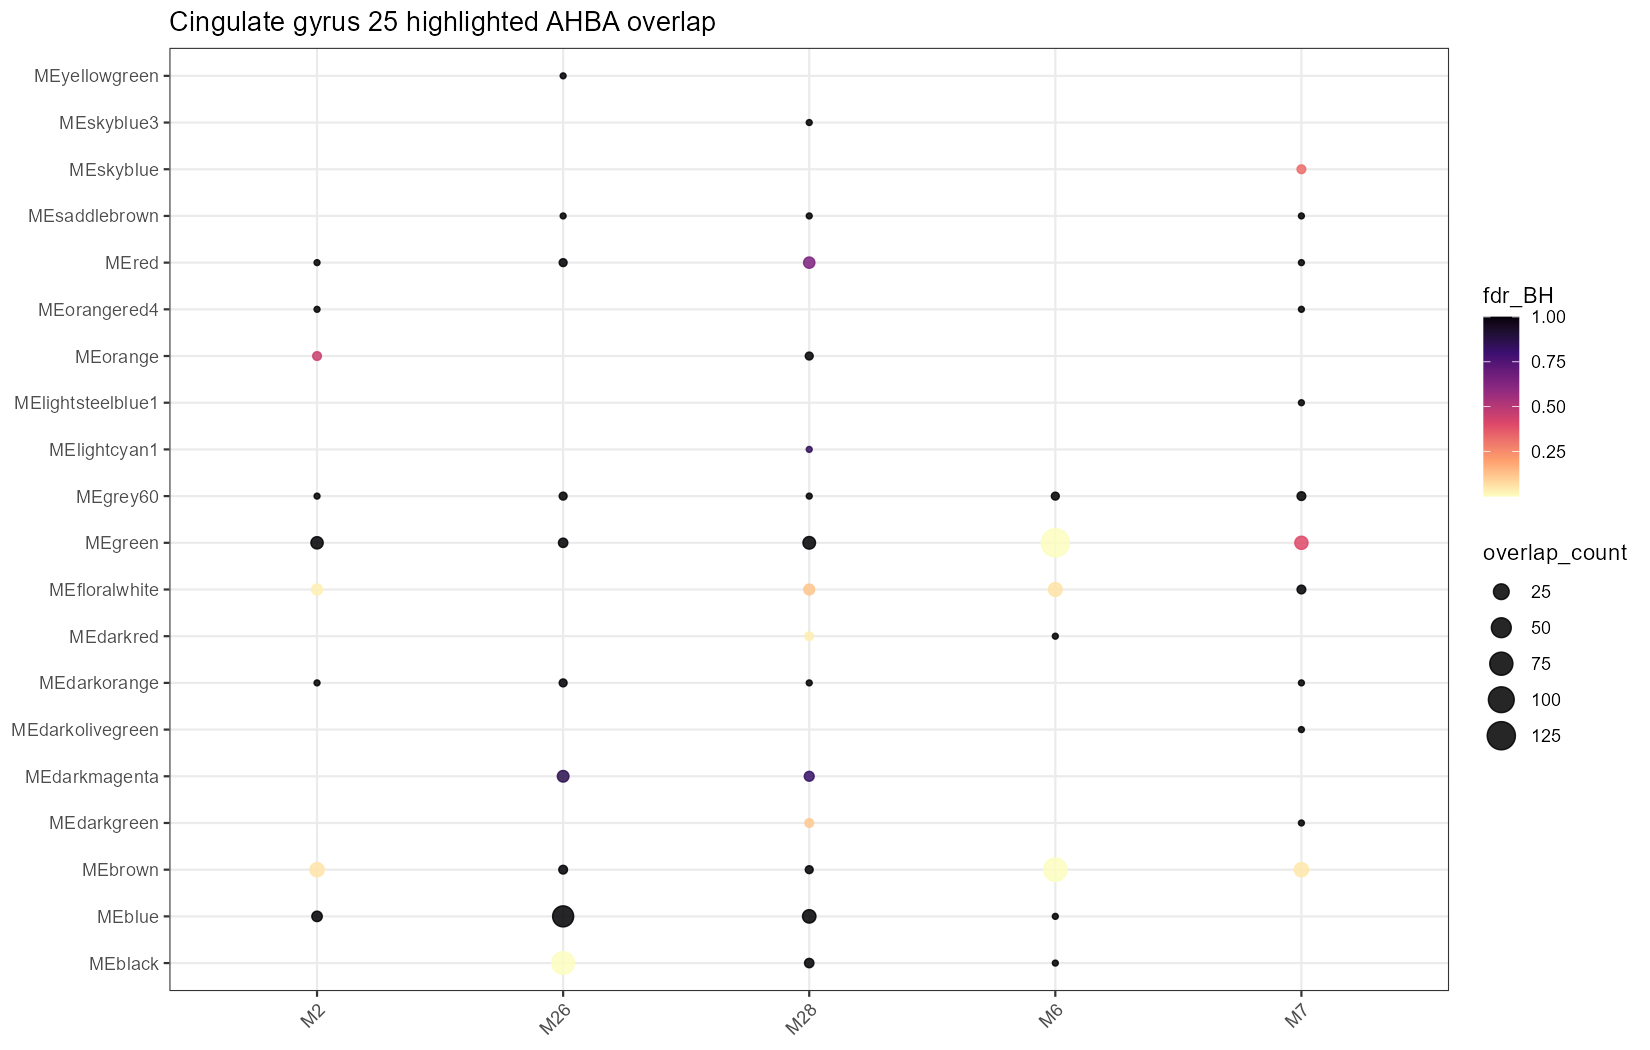 Cingulate gyrus 25 highlighted AHBA overlap
MEyellowgreen
MEskyblue3
MEskyblue
MEsaddlebrown
MEred
MEorangered4
MEorange
MElightsteelblue1
MElightcyan1
MEgrey60
MEgreen
MEfloralwhite
MEdarkred
MEdarkorange
MEdarkolivegreen
MEdarkmagenta
MEdarkgreen
MEbrown
MEblue
MEblack
M2
M26
M28
M6
M7
fdr_BH
1.00
0.75
0.50
0.25
overlap_count
25
50
75
100
125